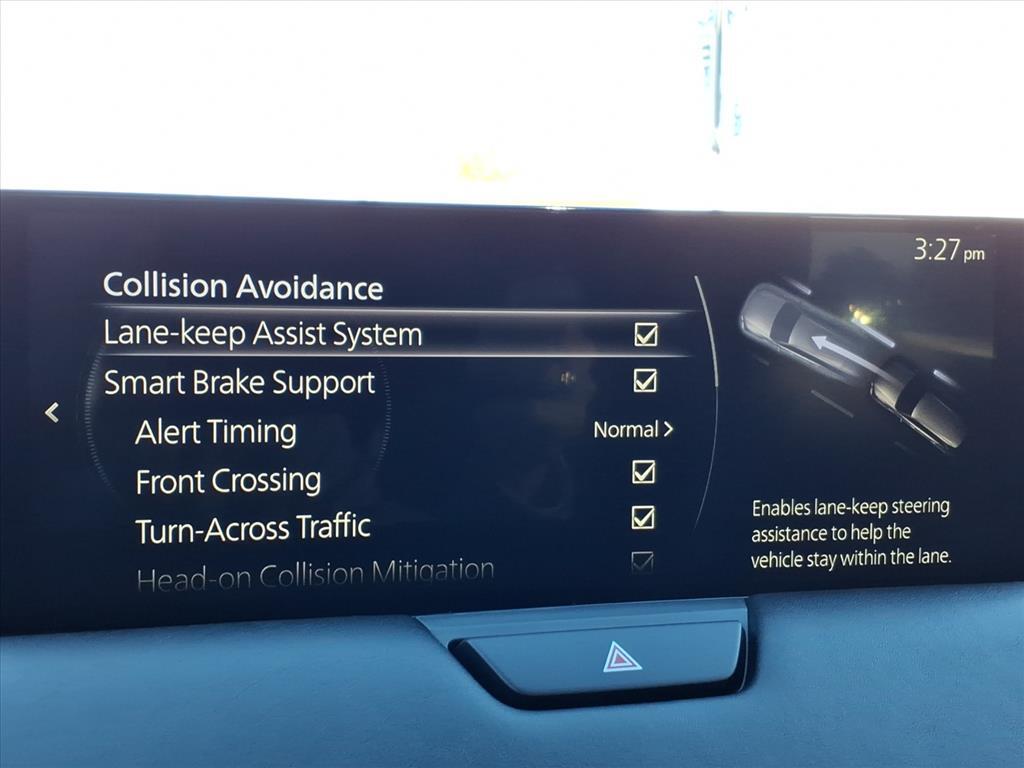 3:27 pm
Collision Avoidance
Lane-keep Assist System
Smart Brake Support
Alert Timing Normal >
Front Crossing
Turn-Across Traffic
Head-on Collision Mitigation
Enables lane-keep steering
assistance to help the
vehicle stay within the lane.